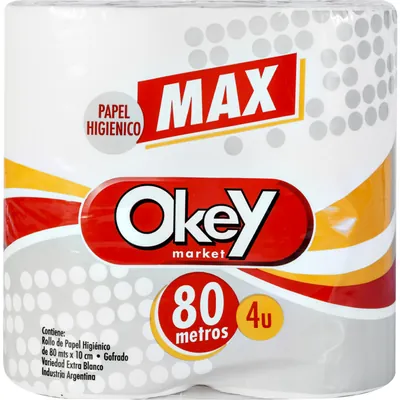 MAX
PAPEL
HIGIENICO
Okey
market
80
metros
4u
Contiene:
Rollo de Papel Higiénico
de 80 mts x 10 cm • Gofrado
Variedad Extra Blanco
Industria Argentina